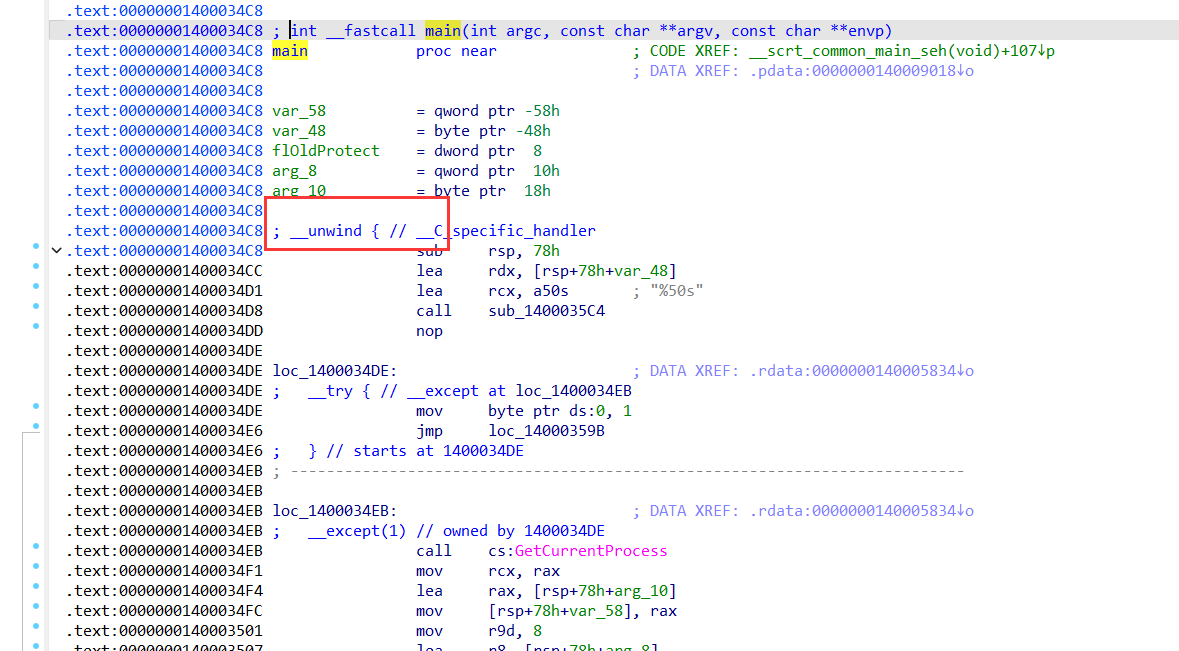 .text:00000001400034C8
.text:00000001400034C8 ; int __fastcall main(int argc, const char **argv, const char **envp)
.text:00000001400034C8 main            proc near               ; CODE XREF: __scrt_common_main_seh(void)+107↓p
.text:00000001400034C8                                         ; DATA XREF: .pdata:0000000140009018↓o
.text:00000001400034C8
.text:00000001400034C8 var_58          = qword ptr -58h
.text:00000001400034C8 var_48          = byte ptr -48h
.text:00000001400034C8 flOldProtect    = dword ptr  8
.text:00000001400034C8 arg_8           = qword ptr  10h
.text:00000001400034C8 arg_10          = byte ptr  18h
.text:00000001400034C8
.text:00000001400034C8 ; __unwind { // __C_specific_handler
.text:00000001400034C8                 sub     rsp, 78h
.text:00000001400034CC                 lea     rdx, [rsp+78h+var_48]
.text:00000001400034D1                 lea     rcx, a50s       ; "%50s"
.text:00000001400034D8                 call    sub_1400035C4
.text:00000001400034DD                 nop
.text:00000001400034DE
.text:00000001400034DE loc_1400034DE:                          ; DATA XREF: .rdata:0000000140005834↓o
.text:00000001400034DE ;   __try { // __except at loc_1400034EB
.text:00000001400034DE                 mov     byte ptr ds:0, 1
.text:00000001400034E6                 jmp     loc_14000359B
.text:00000001400034E6 ;   } // starts at 1400034DE
.text:00000001400034EB ; ---------------------------------------------------------------------------
.text:00000001400034EB
.text:00000001400034EB loc_1400034EB:                          ; DATA XREF: .rdata:0000000140005834↓o
.text:00000001400034EB ;   __except(1) // owned by 1400034DE
.text:00000001400034EB                 call    cs:GetCurrentProcess
.text:00000001400034F1                 mov     rcx, rax
.text:00000001400034F4                 lea     rax, [rsp+78h+arg_10]
.text:00000001400034FC                 mov     [rsp+78h+var_58], rax
.text:0000000140003501                 mov     r9d, 8
.text:0000000140003507                 lea     r8, [rsp+78h+arg_8]